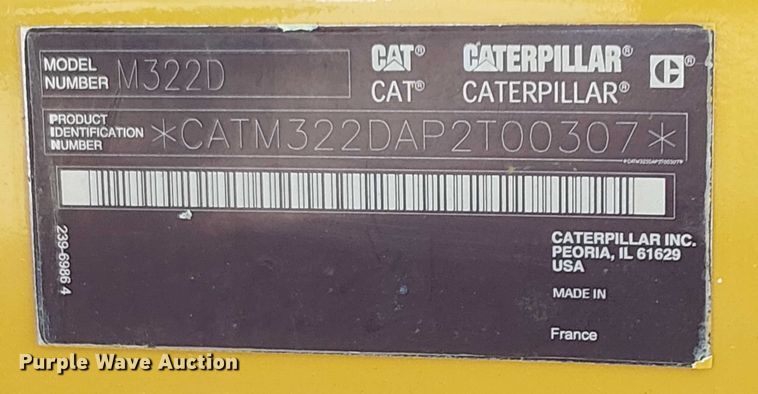 MODEL NUMBER M322D
CAT® CATERPILLAR® C®
CAT® CATERPILLAR®
PRODUCT IDENTIFICATION NUMBER *CATM322DAP2T00307*
*CATM322DAP2T00307*
239-6986 4
CATERPILLAR INC.
PEORIA, IL 61629
USA
MADE IN
France
Purple Wave Auction